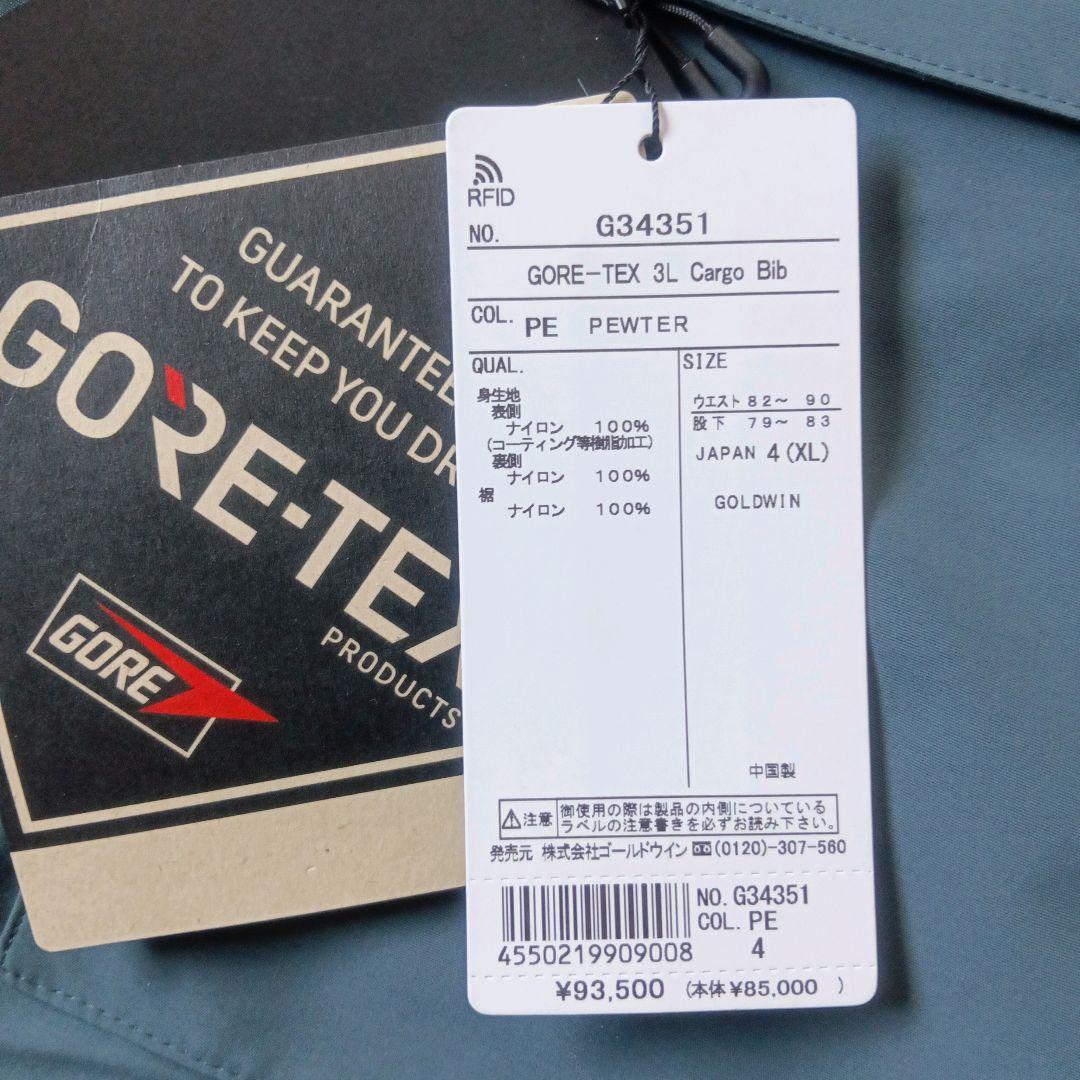 GUARANTEE
TO KEEP YOU DR
GORE-TEX
PRODUCTS
GORE
RFID
NO. G34351
GORE-TEX 3L Cargo Bib
COL. PE PEWTER
QUAL.
身生地
表側
ナイロン 100%
(コーティング等樹脂加工)
裏側
ナイロン 100%
裾
ナイロン 100%
SIZE
ウエスト 82~ 90
股下 79~ 83
JAPAN 4(XL)
GOLDWIN
中国製
注意 御使用の際は製品の内側についている
ラベルの注意書きを必ずお読み下さい。
発売元 株式会社ゴールドウイン (0120)-307-560
4550219909008
NO. G34351
COL. PE
4
¥93,500 (本体¥85,000 )